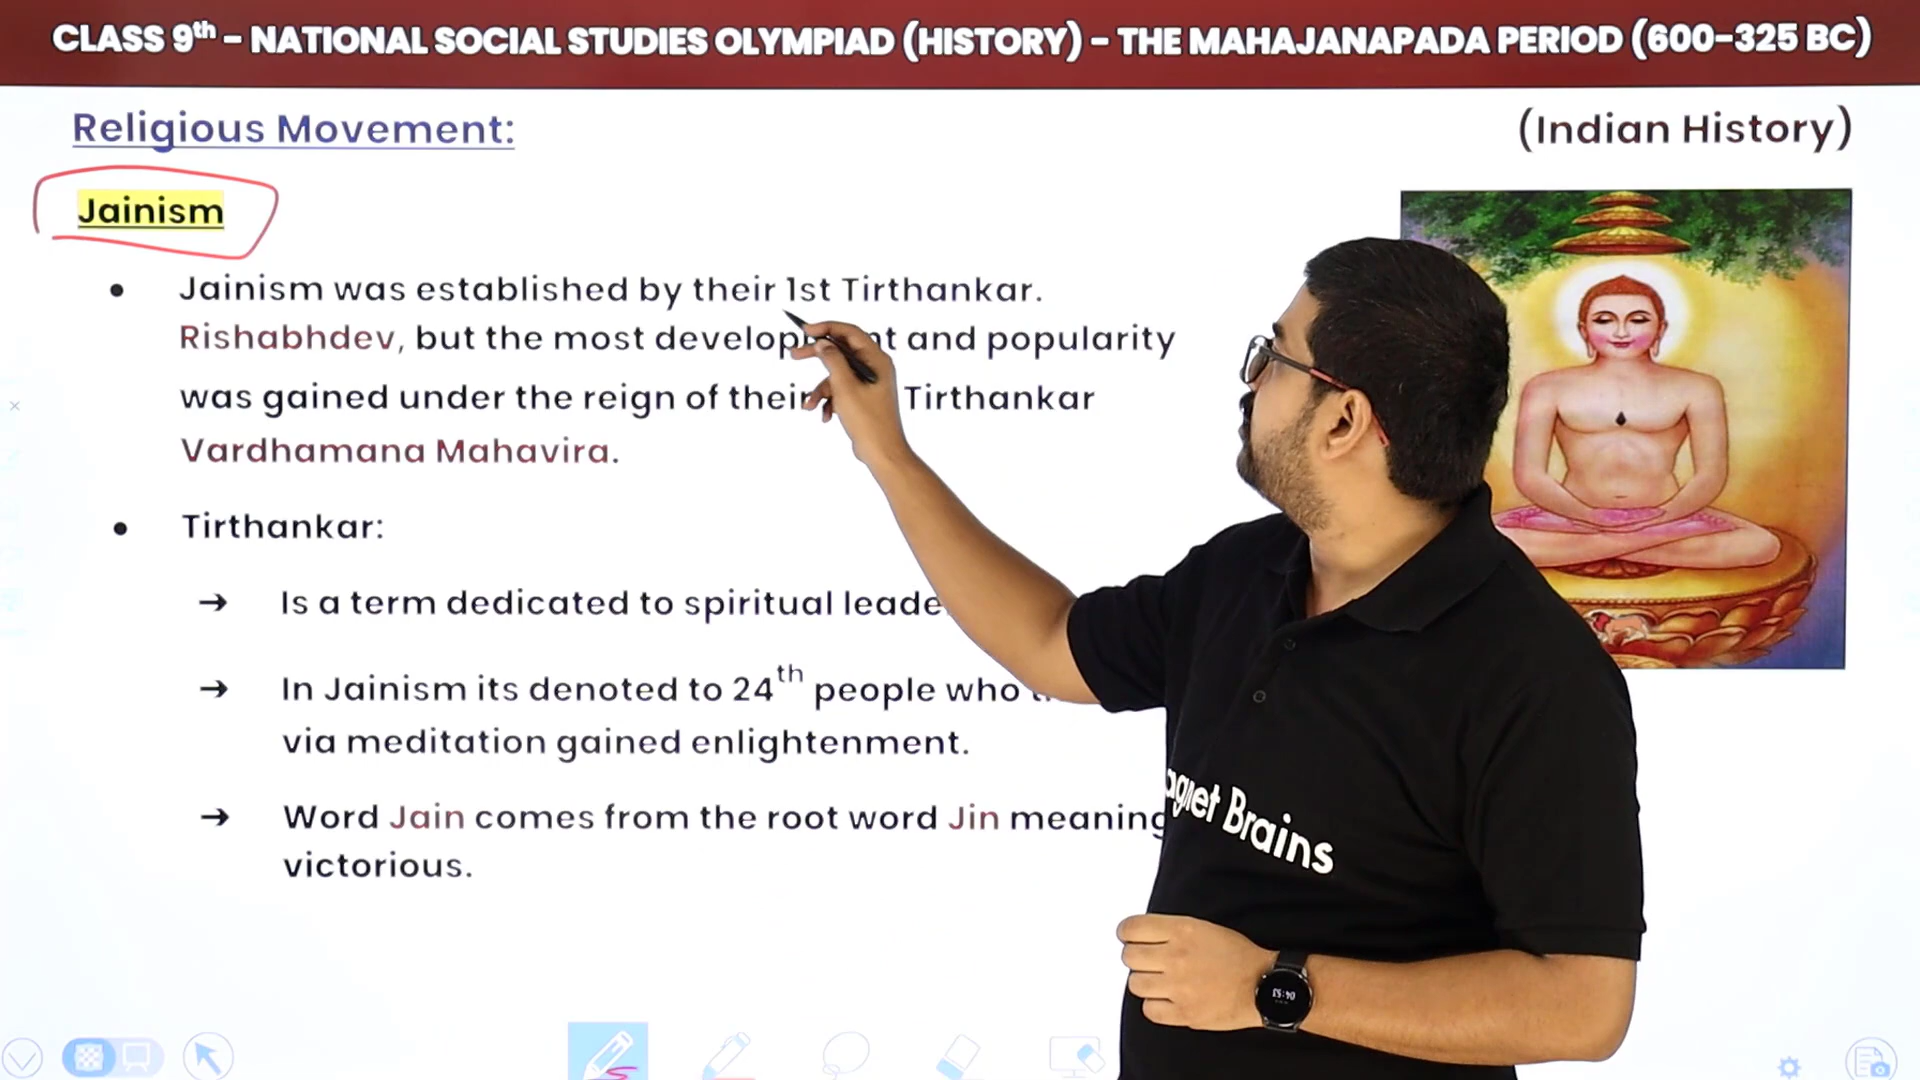 CLASS 9th – NATIONAL SOCIAL STUDIES OLYMPIAD (HISTORY) – THE MAHAJANAPADA PERIOD (600–325 BC)
Religious Movement:
(Indian History)
Jainism
• Jainism was established by their 1st Tirthankar.
Rishabhdev, but the most and popularity
was gained under the reign of their Tirthankar
Vardhamana Mahavira.
• Tirthankar:
→ Is a term dedicated to spiritual
→ In Jainism its denoted to 24th people who
via meditation gained enlightenment.
→ Word Jain comes from the root word Jin meaning
victorious.
Brains
04:53